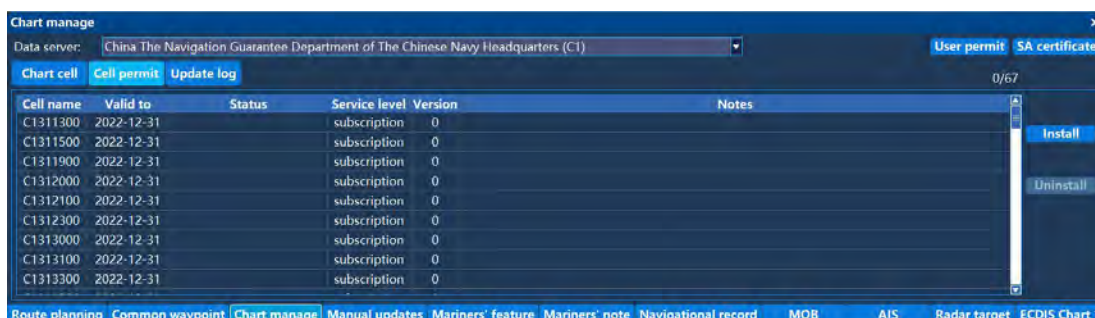 Chart manage
Data server: China The Navigation Guarantee Department of The Chinese Navy Headquarters (C1) User permit SA certificate
Chart cell Cell permit Update log 0/67
Cell name Valid to Status Service level Version Notes
C1311300 2022-12-31 subscription 0
Install
C1311500 2022-12-31 subscription 0
C1311900 2022-12-31 subscription 0
C1312000 2022-12-31 subscription 0
Uninstall
C1312100 2022-12-31 subscription 0
C1312300 2022-12-31 subscription 0
C1313000 2022-12-31 subscription 0
C1313100 2022-12-31 subscription 0
C1313300 2022-12-31 subscription 0
Route planning Common waypoint Chart manage Manual updates Mariners' feature Mariners' note Navigational record MOB AIS Radar target ECDIS Chart